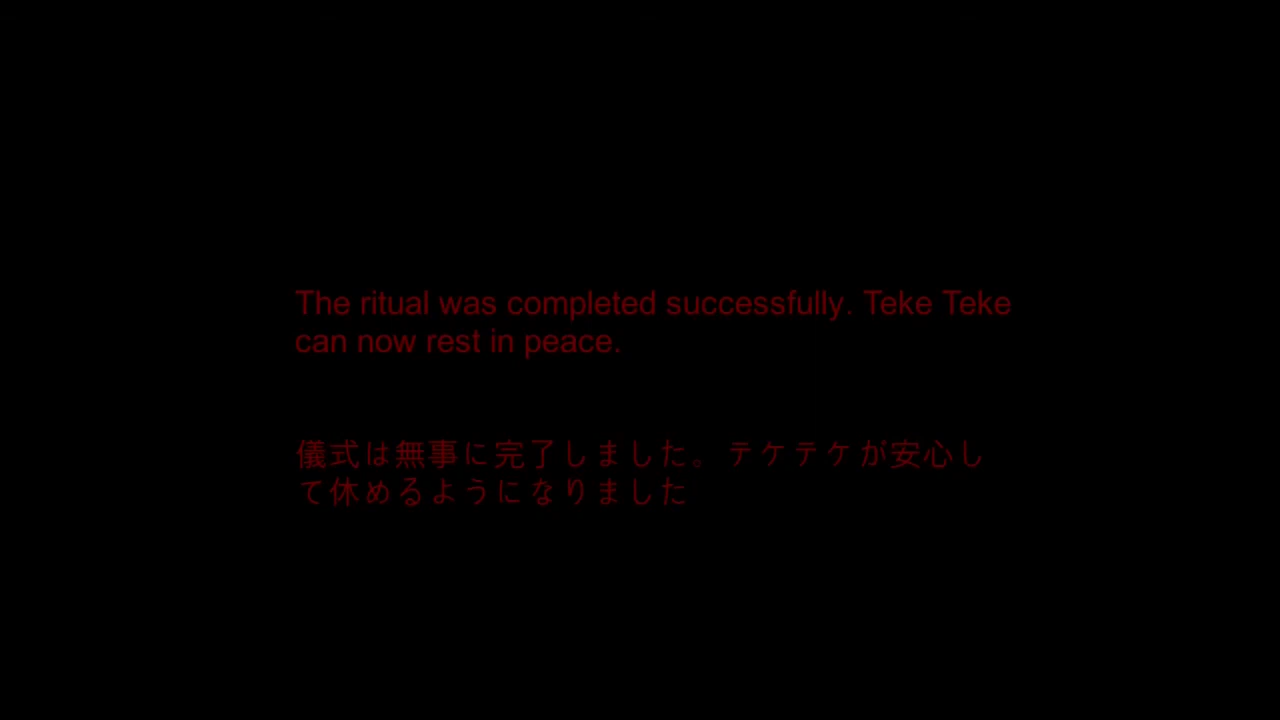 The ritual was completed successfully. Teke Teke
can now rest in peace.
儀式は無事に完了しました。テケテケが安心し
て休めるようになりました